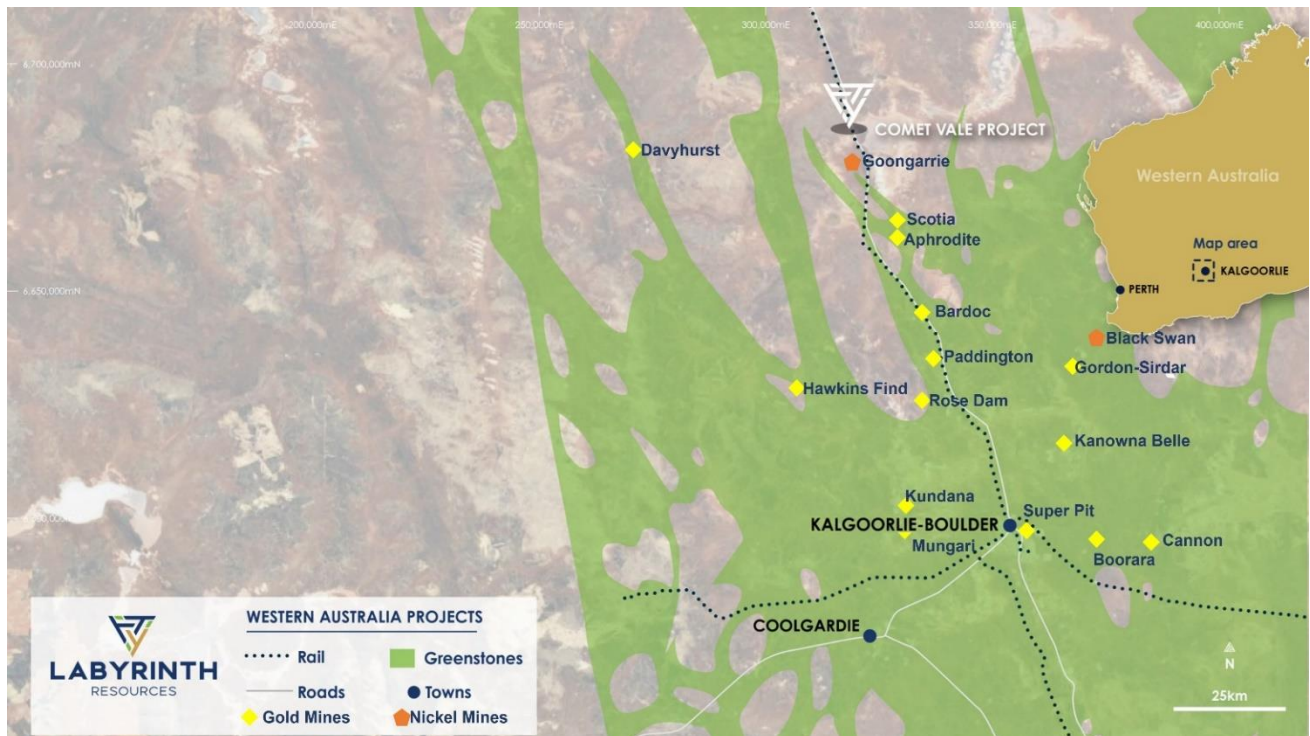 200,000mE
250,000mE
300,000mE
350,000mE
400,000mE
6,700,000mN
COMET VALE PROJECT
Davyhurst
Goongarrie
Western Australia
Scotia
Aphrodite
Map area
KALGOORLIE
6,650,000mN
PERTH
Bardoc
Black Swan
Paddington
Gordon-Sirdar
Hawkins Find
Rose Dam
Kanowna Belle
Kundana
Super Pit
KALGOORLIE-BOULDER
Mungari
Boorara
Cannon
COOLGARDIE
WESTERN AUSTRALIA PROJECTS
Rail
Greenstones
LABYRINTH
RESOURCES
Roads
Towns
Gold Mines
Nickel Mines
N
25km